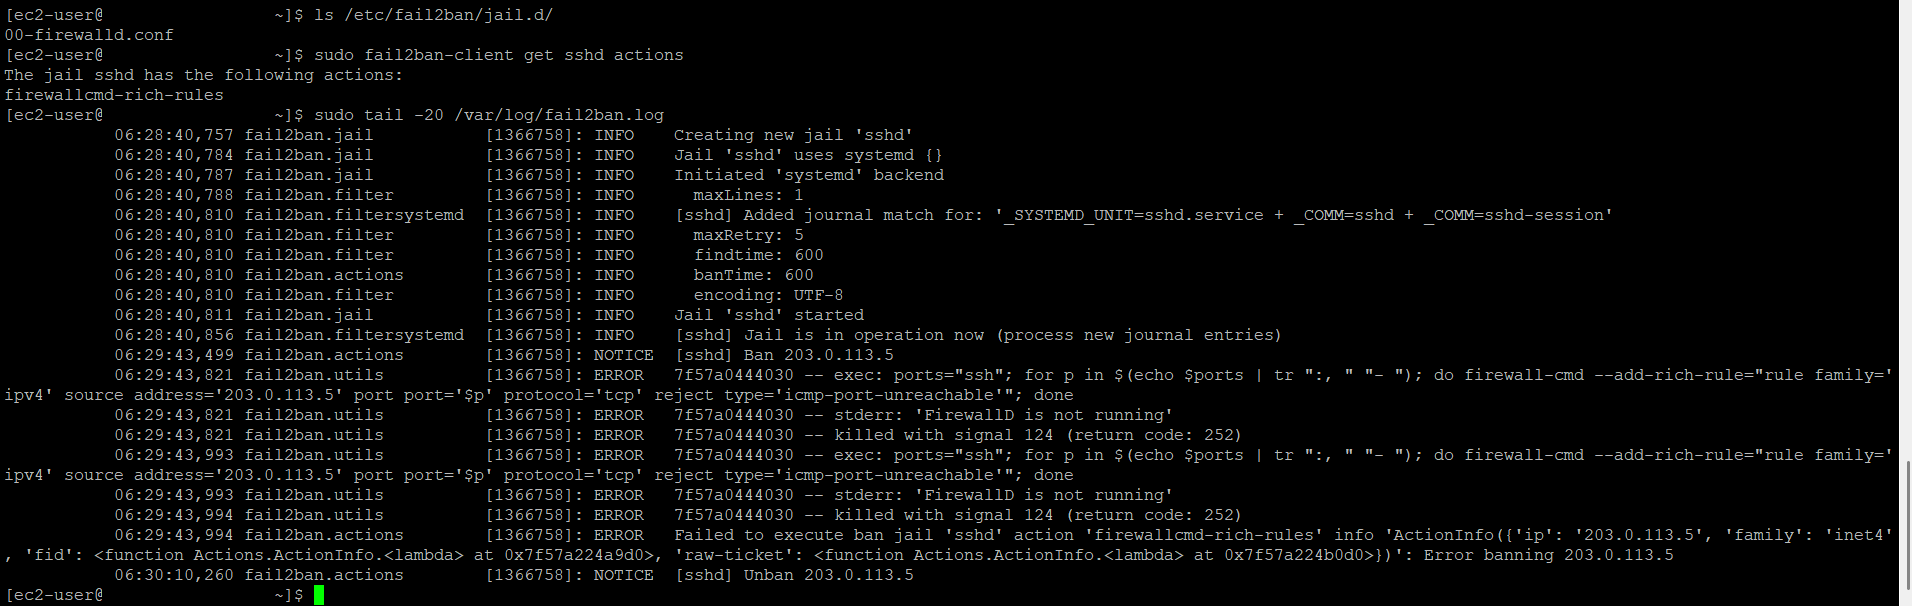 [ec2-user@ ~]$ ls /etc/fail2ban/jail.d/
00-firewalld.conf
[ec2-user@ ~]$ sudo fail2ban-client get sshd actions
The jail sshd has the following actions:
firewallcmd-rich-rules
[ec2-user@ ~]$ sudo tail -20 /var/log/fail2ban.log
06:28:40,757 fail2ban.jail [1366758]: INFO Creating new jail 'sshd'
06:28:40,784 fail2ban.jail [1366758]: INFO Jail 'sshd' uses systemd {}
06:28:40,787 fail2ban.jail [1366758]: INFO Initiated 'systemd' backend
06:28:40,788 fail2ban.filter [1366758]: INFO maxLines: 1
06:28:40,810 fail2ban.filtersystemd [1366758]: INFO [sshd] Added journal match for: '_SYSTEMD_UNIT=sshd.service + _COMM=sshd + _COMM=sshd-session'
06:28:40,810 fail2ban.filter [1366758]: INFO maxRetry: 5
06:28:40,810 fail2ban.filter [1366758]: INFO findtime: 600
06:28:40,810 fail2ban.actions [1366758]: INFO banTime: 600
06:28:40,810 fail2ban.filter [1366758]: INFO encoding: UTF-8
06:28:40,811 fail2ban.jail [1366758]: INFO Jail 'sshd' started
06:28:40,856 fail2ban.filtersystemd [1366758]: INFO [sshd] Jail is in operation now (process new journal entries)
06:29:43,499 fail2ban.actions [1366758]: NOTICE [sshd] Ban 203.0.113.5
06:29:43,821 fail2ban.utils [1366758]: ERROR 7f57a0444030 -- exec: ports="ssh"; for p in $(echo $ports | tr ":, " "- "); do firewall-cmd --add-rich-rule="rule family='
ipv4' source address='203.0.113.5' port port='$p' protocol='tcp' reject type='icmp-port-unreachable'"; done
06:29:43,821 fail2ban.utils [1366758]: ERROR 7f57a0444030 -- stderr: 'FirewallD is not running'
06:29:43,821 fail2ban.utils [1366758]: ERROR 7f57a0444030 -- killed with signal 124 (return code: 252)
06:29:43,993 fail2ban.utils [1366758]: ERROR 7f57a0444030 -- exec: ports="ssh"; for p in $(echo $ports | tr ":, " "- "); do firewall-cmd --add-rich-rule="rule family='
ipv4' source address='203.0.113.5' port port='$p' protocol='tcp' reject type='icmp-port-unreachable'"; done
06:29:43,993 fail2ban.utils [1366758]: ERROR 7f57a0444030 -- stderr: 'FirewallD is not running'
06:29:43,994 fail2ban.utils [1366758]: ERROR 7f57a0444030 -- killed with signal 124 (return code: 252)
06:29:43,994 fail2ban.actions [1366758]: ERROR Failed to execute ban jail 'sshd' action 'firewallcmd-rich-rules' info 'ActionInfo({'ip': '203.0.113.5', 'family': 'inet4'
, 'fid': <function Actions.ActionInfo.<lambda> at 0x7f57a224a9d0>, 'raw-ticket': <function Actions.ActionInfo.<lambda> at 0x7f57a224b0d0>})': Error banning 203.0.113.5
06:30:10,260 fail2ban.actions [1366758]: NOTICE [sshd] Unban 203.0.113.5
[ec2-user@ ~]$